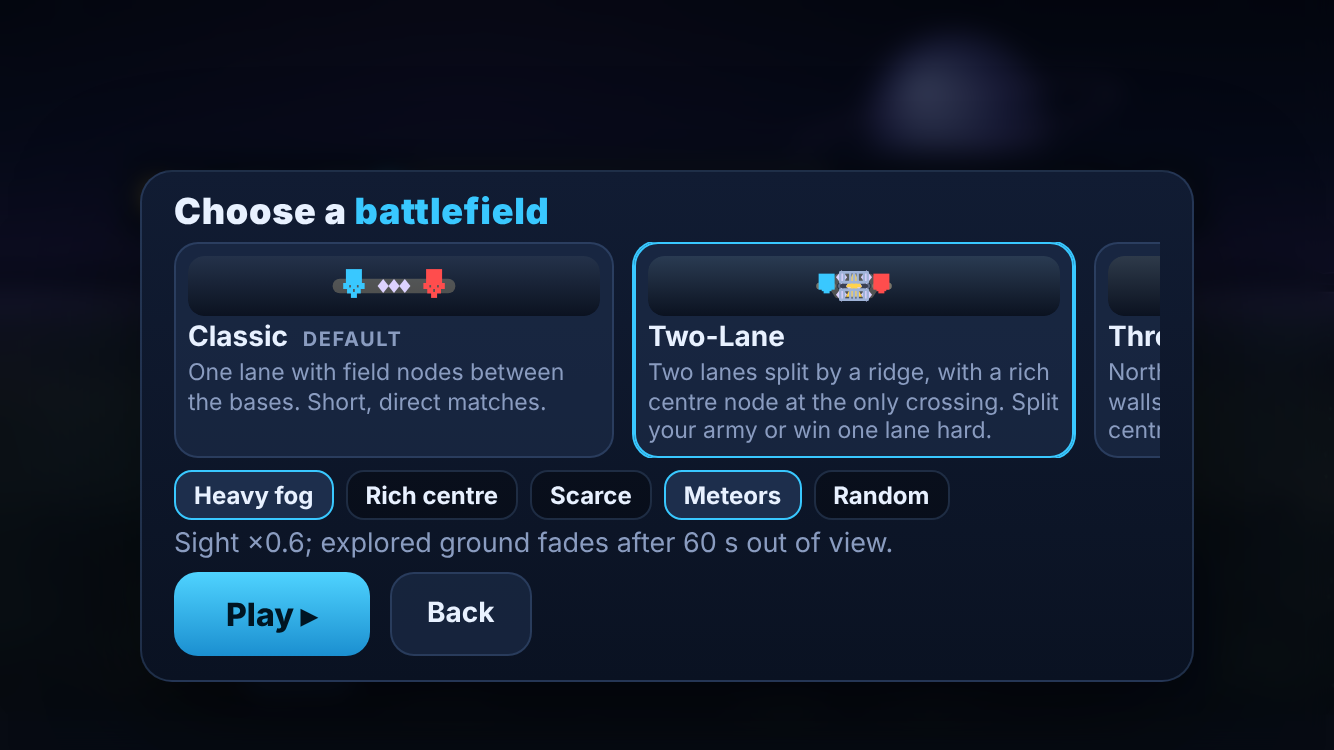 Choose a battlefield
Classic DEFAULT
One lane with field nodes between
the bases. Short, direct matches.
Two-Lane
Two lanes split by a ridge, with a rich
centre node at the only crossing. Split
your army or win one lane hard.
Heavy fog
Rich centre
Scarce
Meteors
Random
Sight ×0.6; explored ground fades after 60 s out of view.
Play ▸
Back